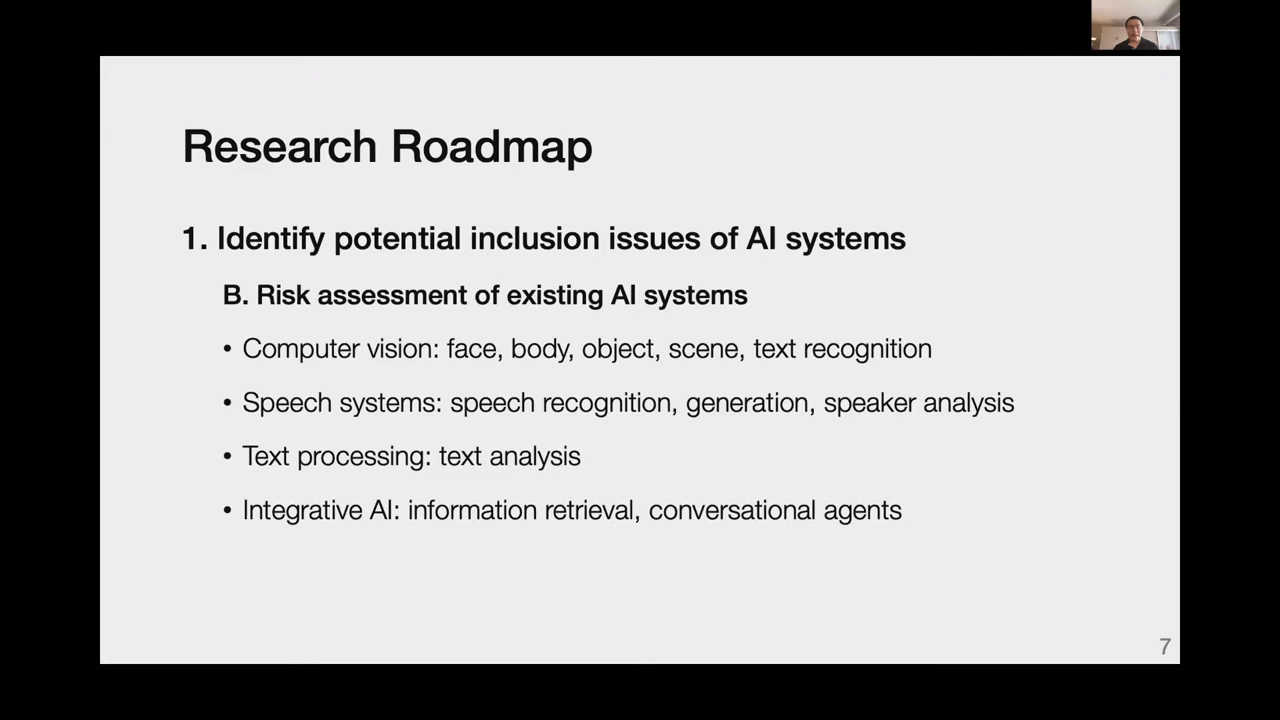 Research Roadmap
1. Identify potential inclusion issues of AI systems
B. Risk assessment of existing AI systems
• Computer vision: face, body, object, scene, text recognition
• Speech systems: speech recognition, generation, speaker analysis
• Text processing: text analysis
• Integrative AI: information retrieval, conversational agents
7